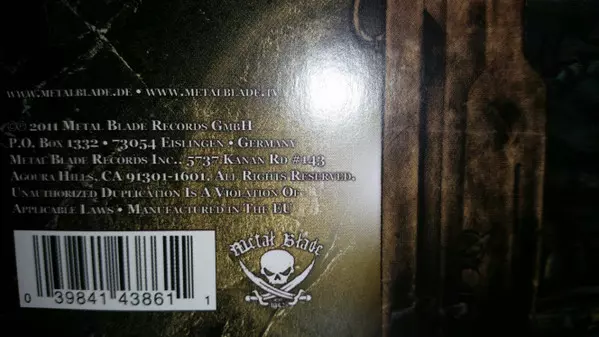 WWW.METALBLADE.DE • WWW.METALBLADE.TV
℗© 2011 METAL BLADE RECORDS GMBH
P.O. BOX 1332 • 73054 EISLINGEN • GERMANY
METAL BLADE RECORDS INC., 5737 KANAN RD #143
AGOURA HILLS, CA 91301-1601. ALL RIGHTS RESERVED.
UNAUTHORIZED DUPLICATION IS A VIOLATION OF
APPLICABLE LAWS • MANUFACTURED IN THE EU
Metal Blade
0 39841 43861 1